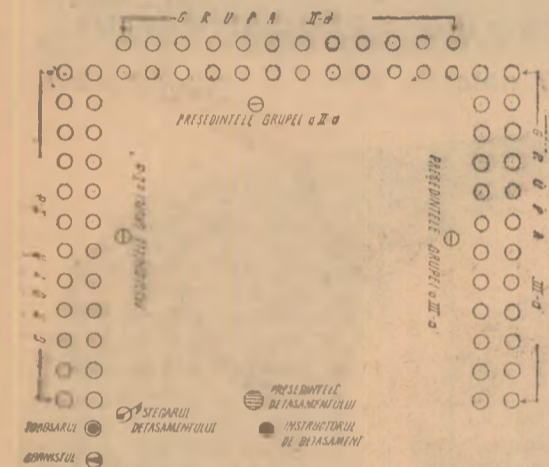 GRUPA II-a
PREȘEDINTELE GRUPEI a II a
GRUPA I-a
PREȘEDINTELE GRUPEI a I-a
PREȘEDINTELE GRUPEI a III-a
GRUPA III-a
STEGARUL
DETAȘAMENTULUI
PREȘEDINTELE
DETAȘAMENTULUI
TOBOȘARUL
INSTRUCTORUL
DE DETAȘAMENT
GORNISTUL